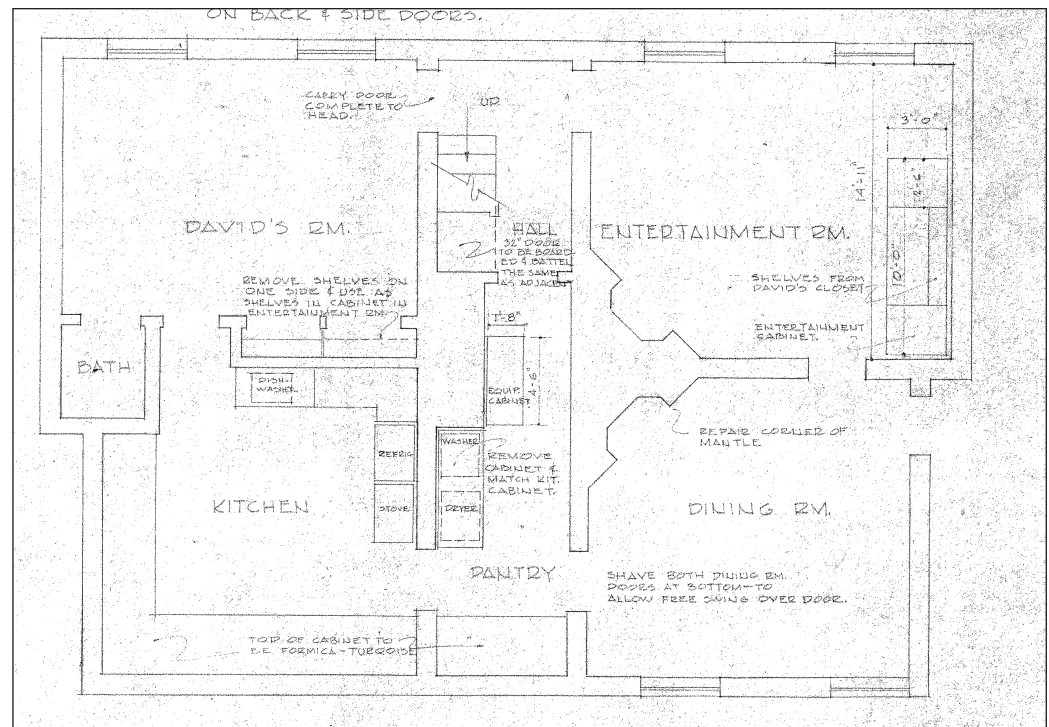 ON BACK & SIDE DOORS.
CARRY DOOR
COMPLETE TO
HEAD.
UP
3'-0"
14'-11"
2'-6"
10'-0"
DAVID'S RM.
HALL
32" DOOR
TO BE BOARD-
ED & BATTEN
THE SAME
AS ADJACENT
ENTERTAINMENT RM.
REMOVE SHELVES ON
ONE SIDE & USE AS
SHELVES IN CABINET IN
ENTERTAINMENT RM.
SHELVES FROM
DAVID'S CLOSET
ENTERTAINMENT
CABINET.
1'-8"
BATH
DISH-
WASHER
EQUIP.
CABINET
4'-6"
REFRIG
WASHER
REMOVE
CABINET &
MATCH KIT.
CABINET.
REPAIR CORNER OF
MANTLE
KITCHEN
STOVE
DRYER
DINING RM.
PANTRY
SHAVE BOTH DINING RM.
DOORS AT BOTTOM-TO
ALLOW FREE SWING OVER DOOR.
TOP OF CABINET TO
BE FORMICA-TURQOISE